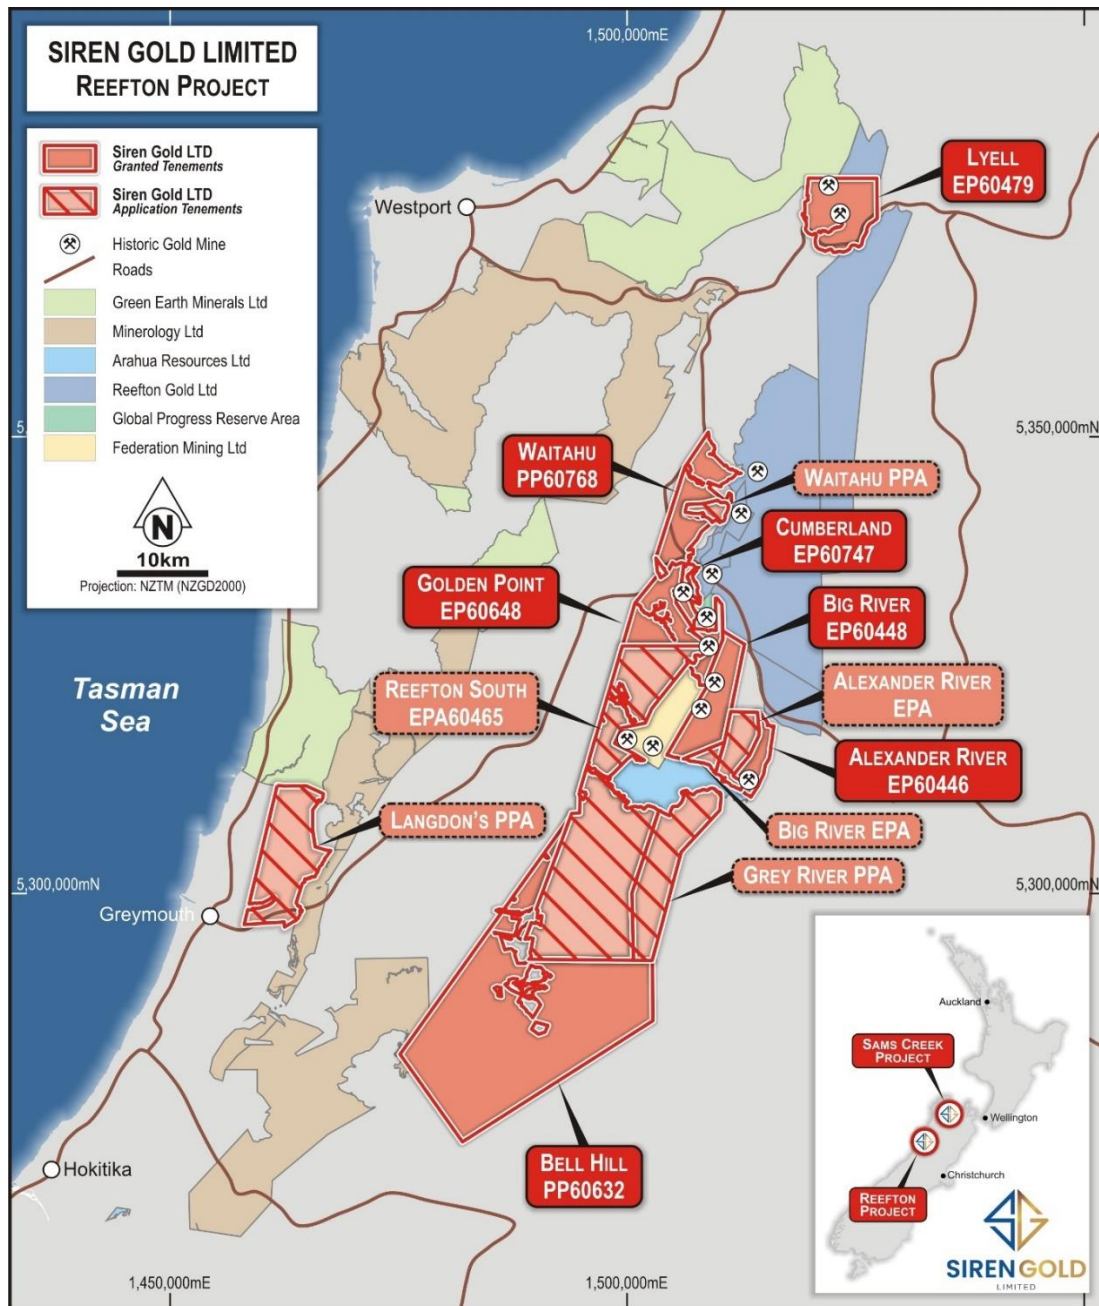 SIREN GOLD LIMITED
REEFTON PROJECT
1,500,000mE
Siren Gold LTD
Granted Tenements
Siren Gold LTD
Application Tenements
Historic Gold Mine
Roads
Green Earth Minerals Ltd
Minerology Ltd
Arahua Resources Ltd
Reefton Gold Ltd
Global Progress Reserve Area
Federation Mining Ltd
N
10km
Projection: NZTM (NZGD2000)
LYELL
EP60479
Westport
5,350,000mN
WAITAHU
PP60768
WAITAHU PPA
CUMBERLAND
EP60747
GOLDEN POINT
EP60648
BIG RIVER
EP60448
Tasman
Sea
REEFTON SOUTH
EPA60465
ALEXANDER RIVER
EPA
ALEXANDER RIVER
EP60446
LANGDON'S PPA
BIG RIVER EPA
GREY RIVER PPA
5,300,000mN
5,300,000mN
Greymouth
Hokitika
BELL HILL
PP60632
Auckland
SAMS CREEK
PROJECT
Wellington
Christchurch
REEFTON
PROJECT
SIREN GOLD
LIMITED
1,450,000mE
1,500,000mE